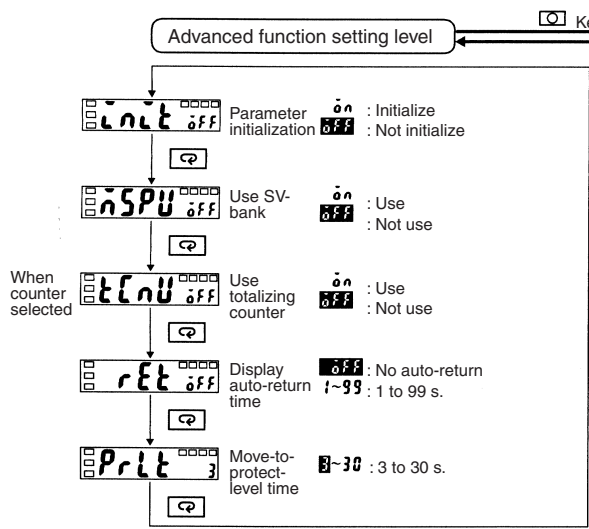 Ke
Advanced function setting level
init oFF
Parameter initialization
on : Initialize
oFF : Not initialize
mSPU oFF
Use SV-bank
on : Use
oFF : Not use
When counter selected
tCnU oFF
Use totalizing counter
on : Use
oFF : Not use
rEt oFF
Display auto-return time
oFF : No auto-return
1~99 : 1 to 99 s.
PrLt 3
Move-to-protect-level time
3~30 : 3 to 30 s.